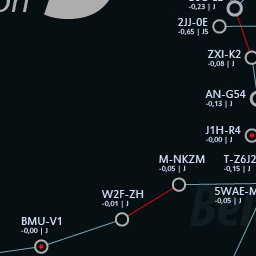 -0,23 | J
2JJ-0E
-0,65 | J5
ZXI-K2
-0,08 | J
AN-G54
-0,13 | J
J1H-R4
-0,00 | J
M-NKZM
-0,05 | J
T-Z6J2
-0,15 | J
W2F-ZH
-0,01 | J
5WAE-M
-0,05 | J
BMU-V1
-0,00 | J